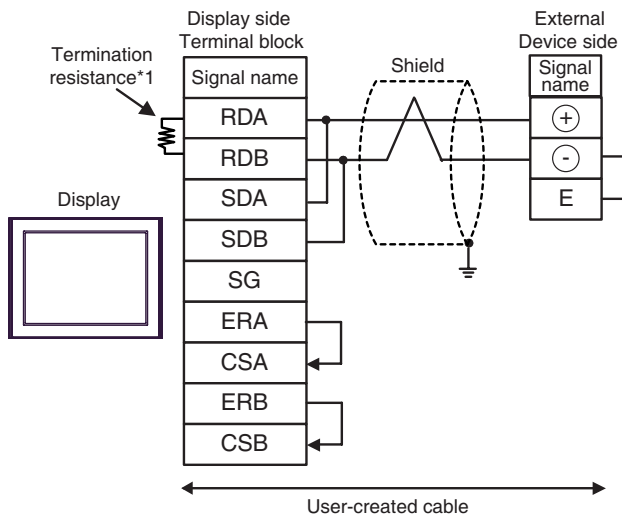 Display side
Terminal block
External
Device side
Termination
resistance*1
Signal name
Shield
Signal
name
RDA
+
RDB
-
SDA
E
Display
SDB
SG
ERA
CSA
ERB
CSB
User-created cable